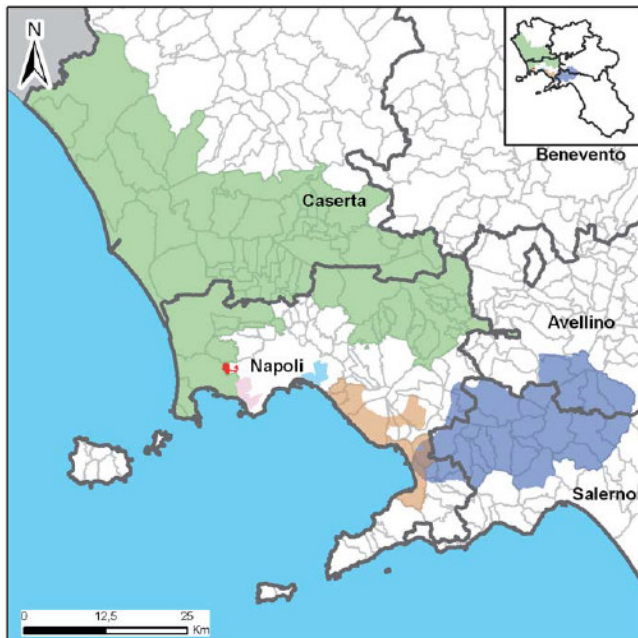 N
Benevento
Caserta
Avellino
Napoli
Salerno
0 12,5 25
Km